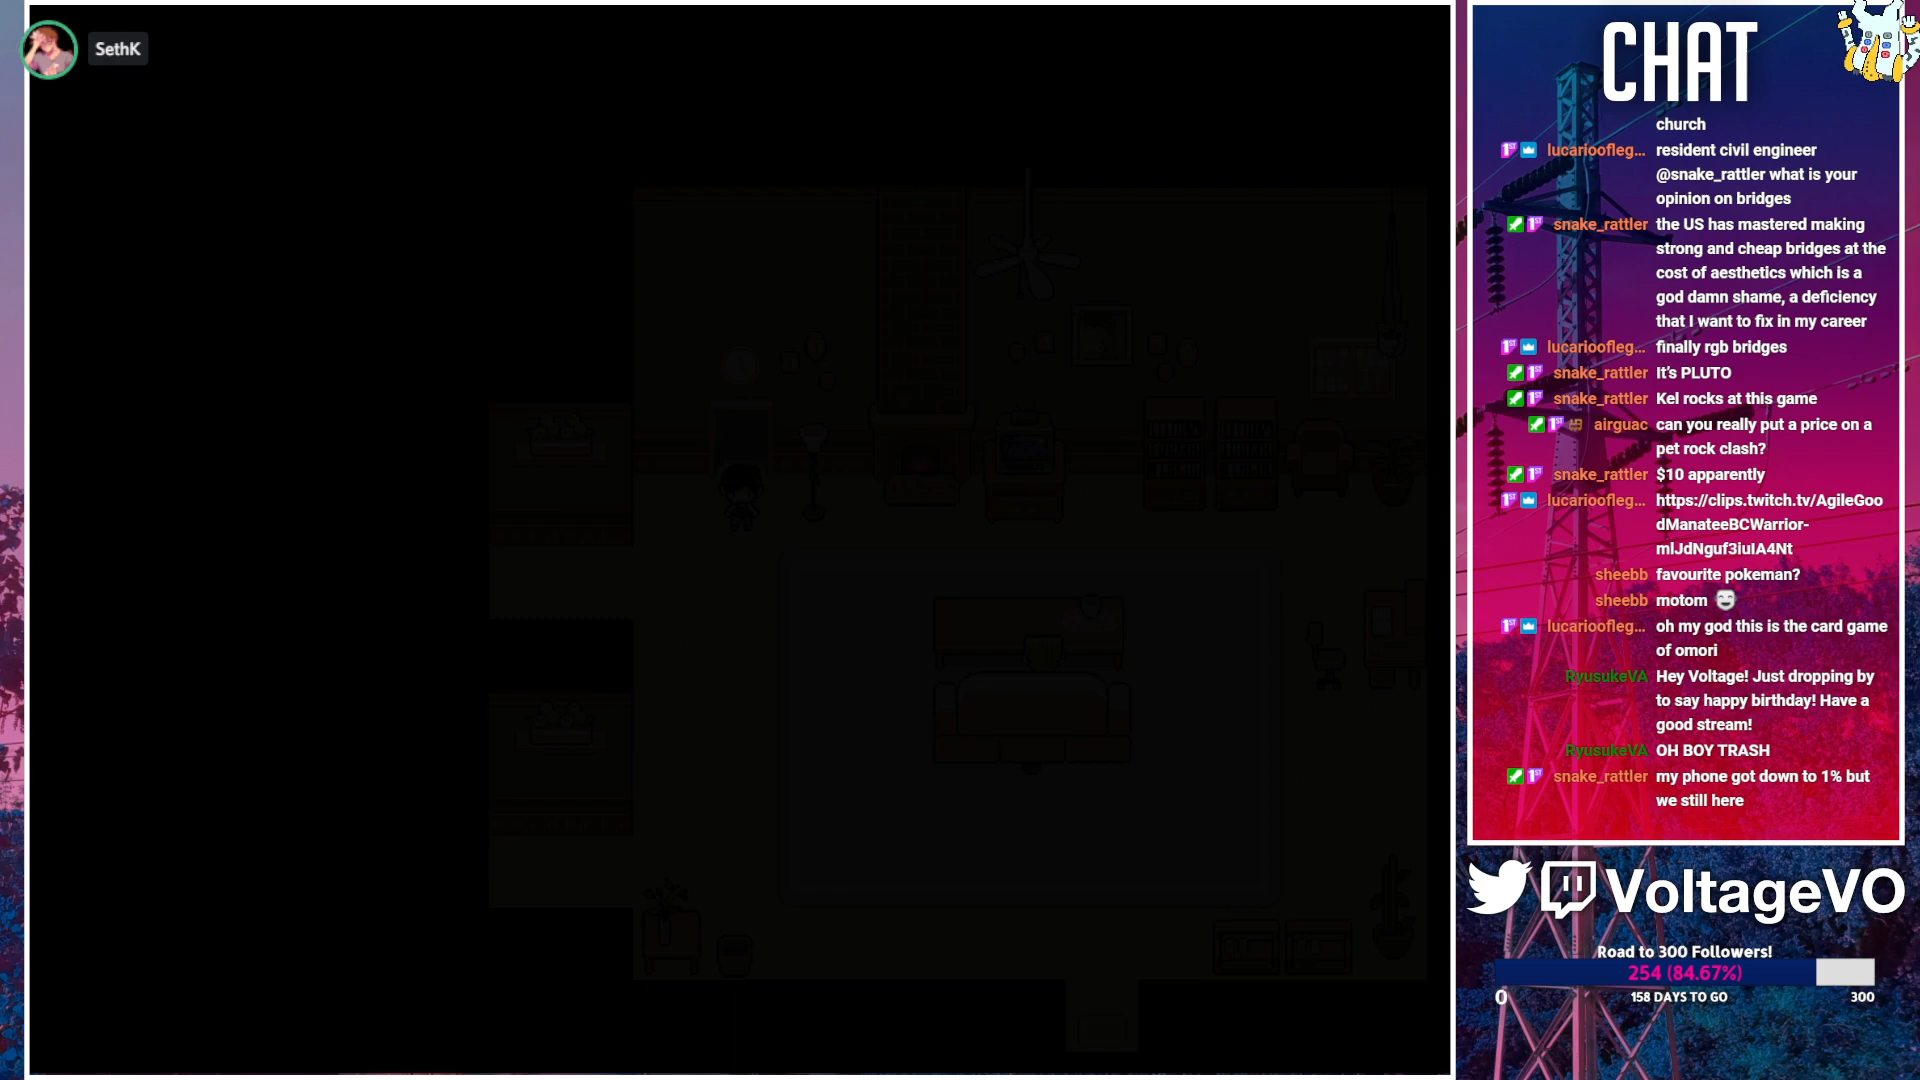 SethK
CHAT
church
lucarioofleg... resident civil engineer
@snake_rattler what is your
opinion on bridges
snake_rattler the US has mastered making
strong and cheap bridges at the
cost of aesthetics which is a
god damn shame, a deficiency
that I want to fix in my career
lucarioofleg... finally rgb bridges
snake_rattler It's PLUTO
snake_rattler Kel rocks at this game
airguac can you really put a price on a
pet rock clash?
snake_rattler $10 apparently
lucarioofleg... https://clips.twitch.tv/AgileGoo
dManateeBCWarrior-
mlJdNguf3iuIA4Nt
sheebb favourite pokeman?
sheebb motom
lucarioofleg... oh my god this is the card game
of omori
RyusukeVA Hey Voltage! Just dropping by
to say happy birthday! Have a
good stream!
RyusukeVA OH BOY TRASH
snake_rattler my phone got down to 1% but
we still here
VoltageVO
Road to 300 Followers!
254 (84.67%)
0 158 DAYS TO GO 300